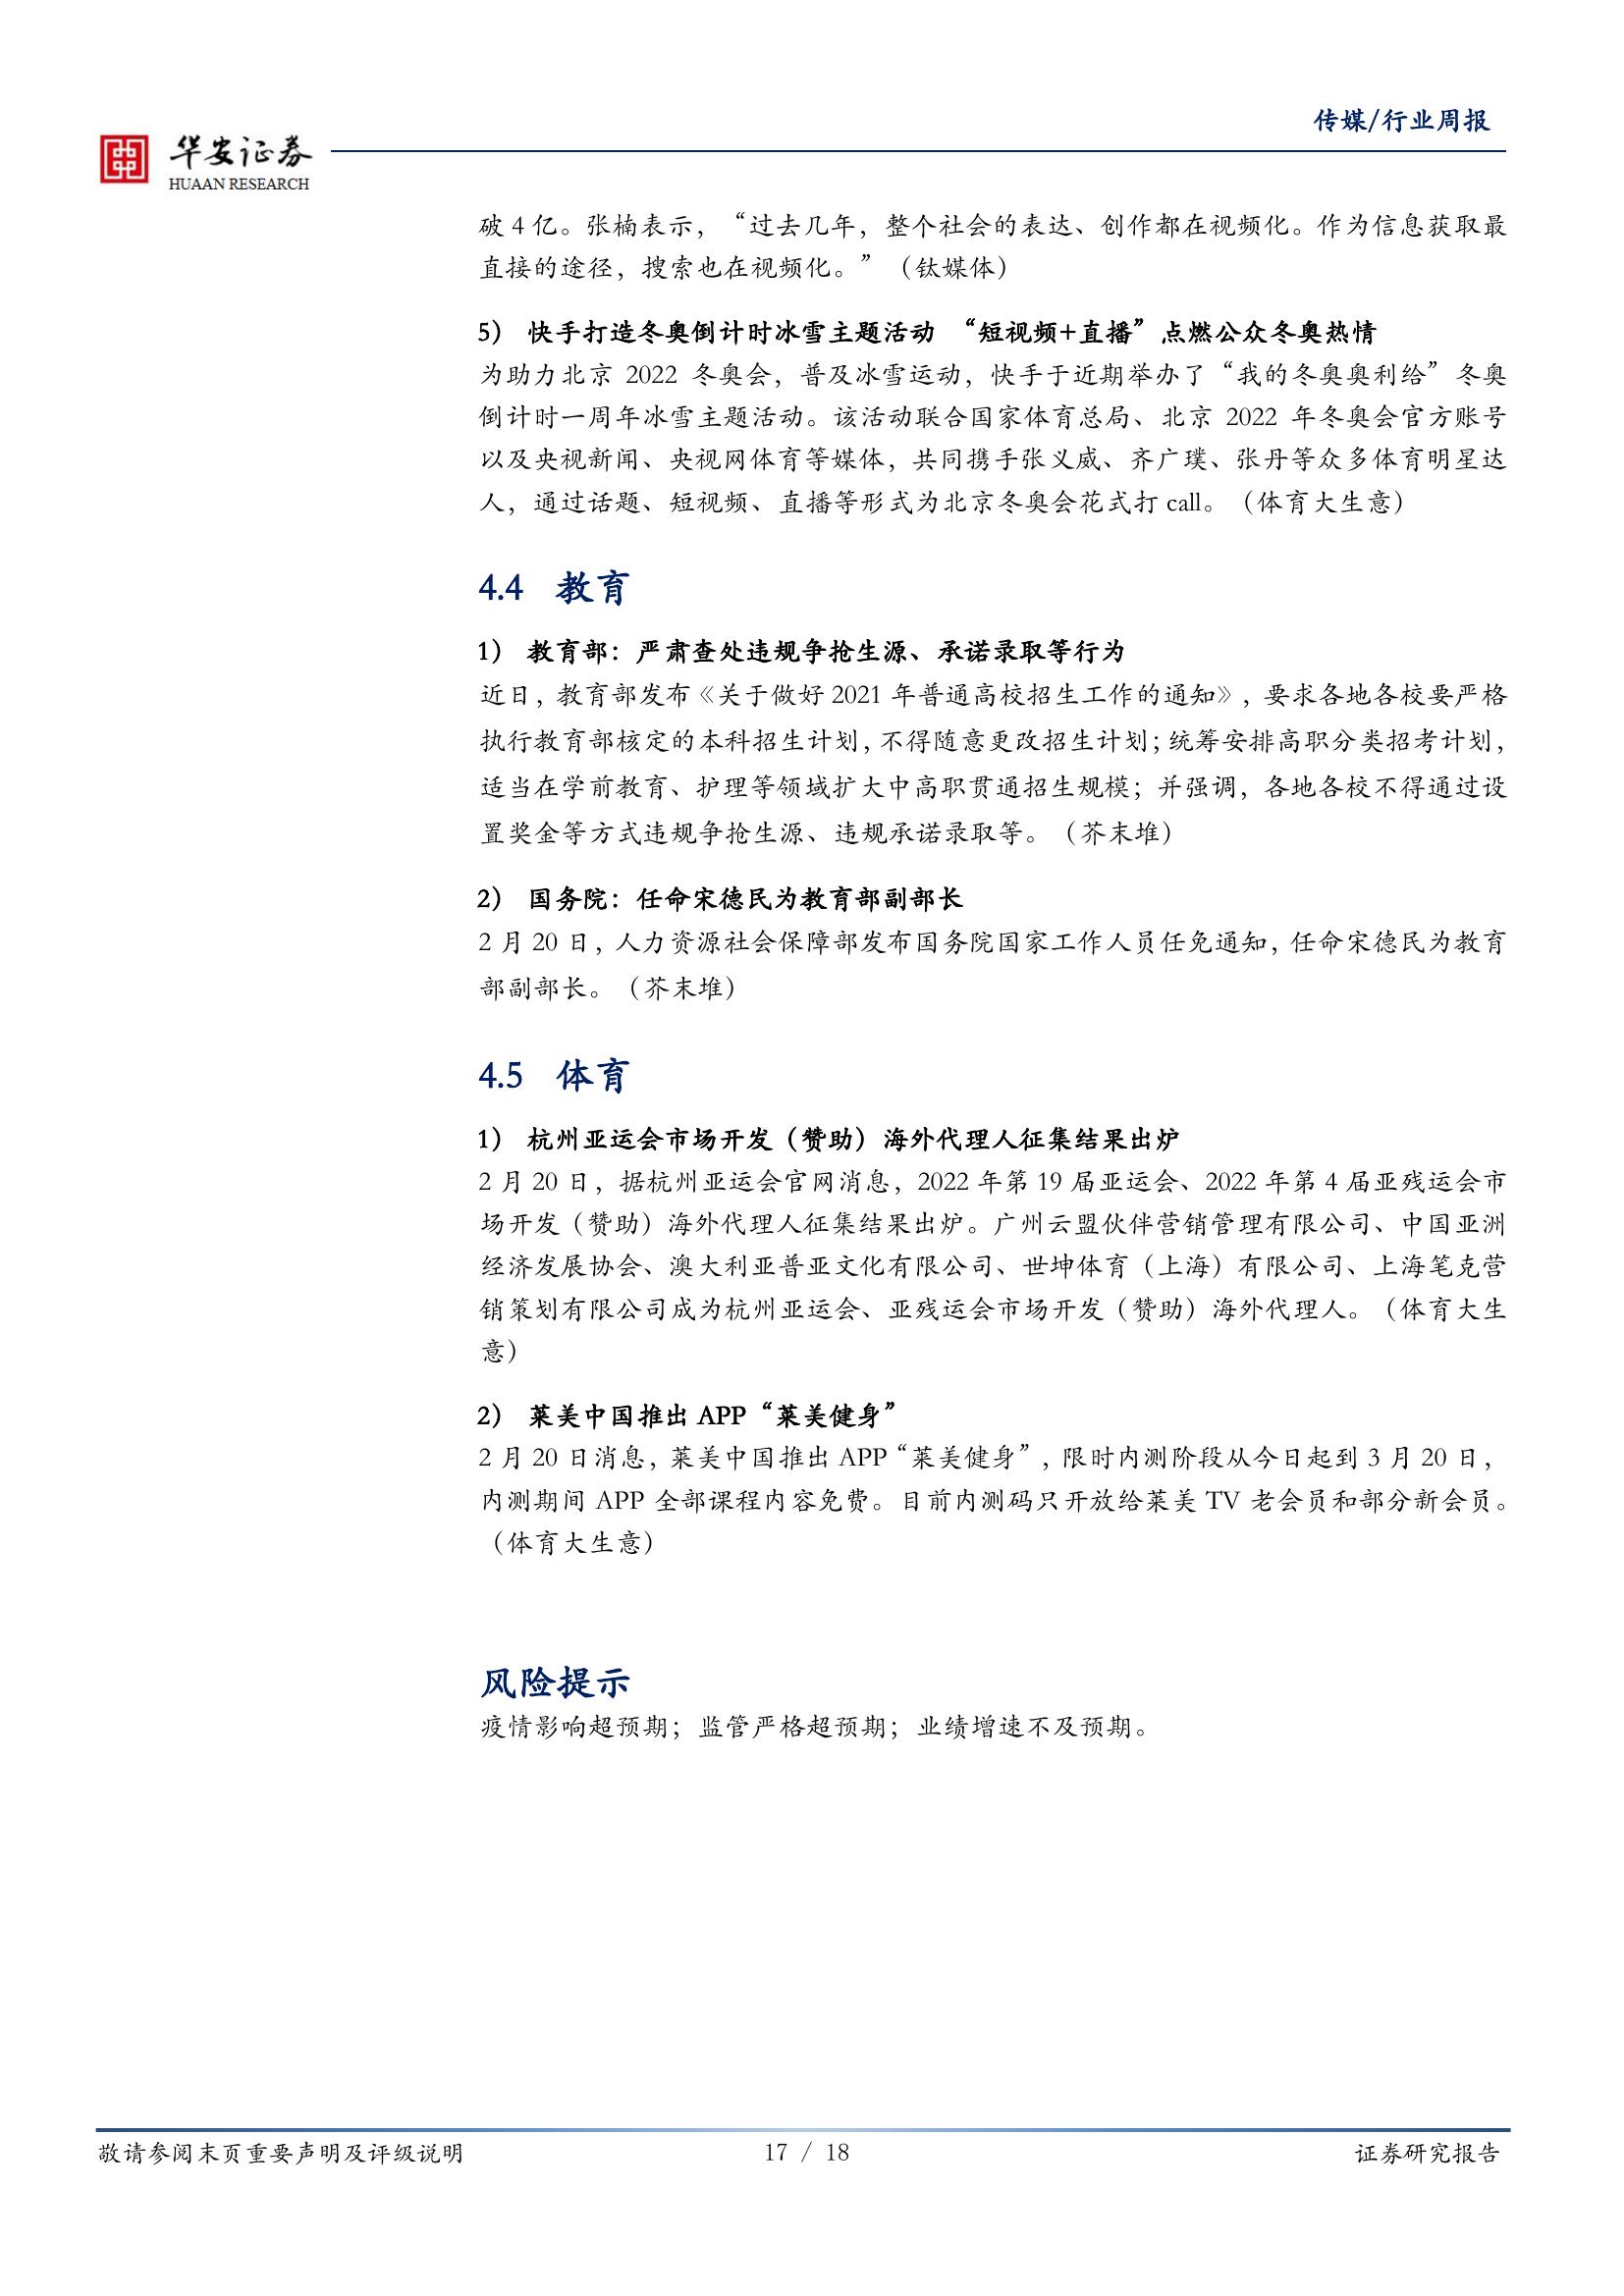 传媒/行业周报
华安证券
HUAAN RESEARCH
破 4 亿。张楠表示，“过去几年，整个社会的表达、创作都在视频化。作为信息获取最
直接的途径，搜索也在视频化。”（钛媒体）
5） 快手打造冬奥倒计时冰雪主题活动 “短视频+直播”点燃公众冬奥热情
为助力北京 2022 冬奥会，普及冰雪运动，快手于近期举办了“我的冬奥奥利给”冬奥
倒计时一周年冰雪主题活动。该活动联合国家体育总局、北京 2022 年冬奥会官方账号
以及央视新闻、央视网体育等媒体，共同携手张义威、齐广璞、张丹等众多体育明星达
人，通过话题、短视频、直播等形式为北京冬奥会花式打 call。（体育大生意）
4.4 教育
1） 教育部：严肃查处违规争抢生源、承诺录取等行为
近日，教育部发布《关于做好 2021 年普通高校招生工作的通知》，要求各地各校要严格
执行教育部核定的本科招生计划，不得随意更改招生计划；统筹安排高职分类招考计划，
适当在学前教育、护理等领域扩大中高职贯通招生规模；并强调，各地各校不得通过设
置奖金等方式违规争抢生源、违规承诺录取等。（芥末堆）
2） 国务院：任命宋德民为教育部副部长
2 月 20 日，人力资源社会保障部发布国务院国家工作人员任免通知，任命宋德民为教育
部副部长。（芥末堆）
4.5 体育
1） 杭州亚运会市场开发（赞助）海外代理人征集结果出炉
2 月 20 日，据杭州亚运会官网消息，2022 年第 19 届亚运会、2022 年第 4 届亚残运会市
场开发（赞助）海外代理人征集结果出炉。广州云盟伙伴营销管理有限公司、中国亚洲
经济发展协会、澳大利亚普亚文化有限公司、世坤体育（上海）有限公司、上海笔克营
销策划有限公司成为杭州亚运会、亚残运会市场开发（赞助）海外代理人。（体育大生
意）
2） 莱美中国推出 APP“莱美健身”
2 月 20 日消息，莱美中国推出 APP“莱美健身”，限时内测阶段从今日起到 3 月 20 日，
内测期间 APP 全部课程内容免费。目前内测码只开放给莱美 TV 老会员和部分新会员。
（体育大生意）
风险提示
疫情影响超预期；监管严格超预期；业绩增速不及预期。
敬请参阅末页重要声明及评级说明
17 / 18
证券研究报告